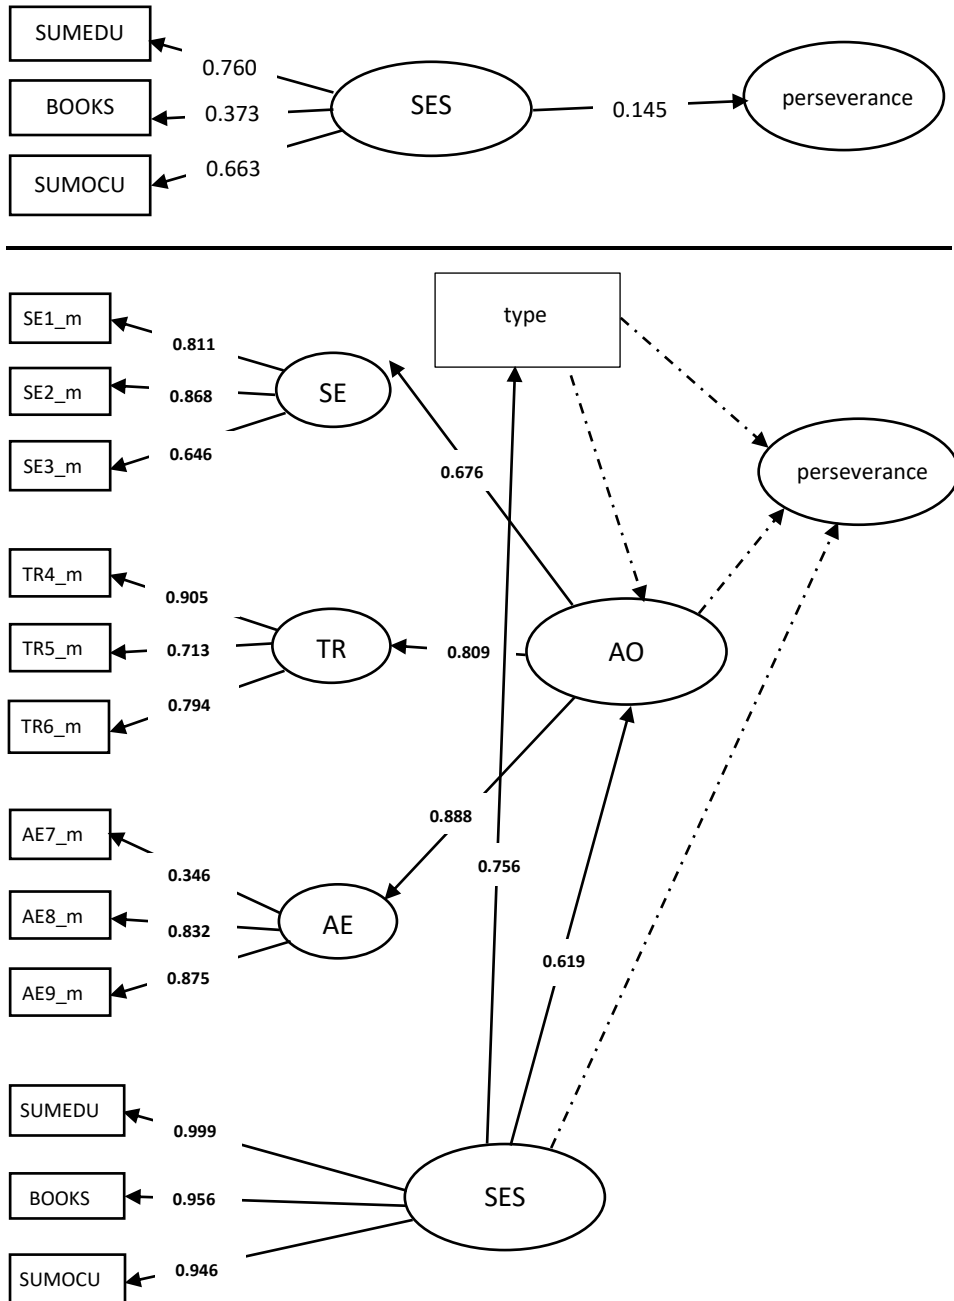 SUMEDU
0.760
BOOKS
0.373
SES
0.145
perseverance
SUMOCU
0.663
type
SE1_m
0.811
SE2_m
0.868
SE
SE3_m
0.646
0.676
perseverance
TR4_m
0.905
TR5_m
0.713
TR
0.809
AO
TR6_m
0.794
AE7_m
0.888
0.756
0.346
AE8_m
0.832
AE
AE9_m
0.875
0.619
SUMEDU
0.999
BOOKS
0.956
SES
SUMOCU
0.946